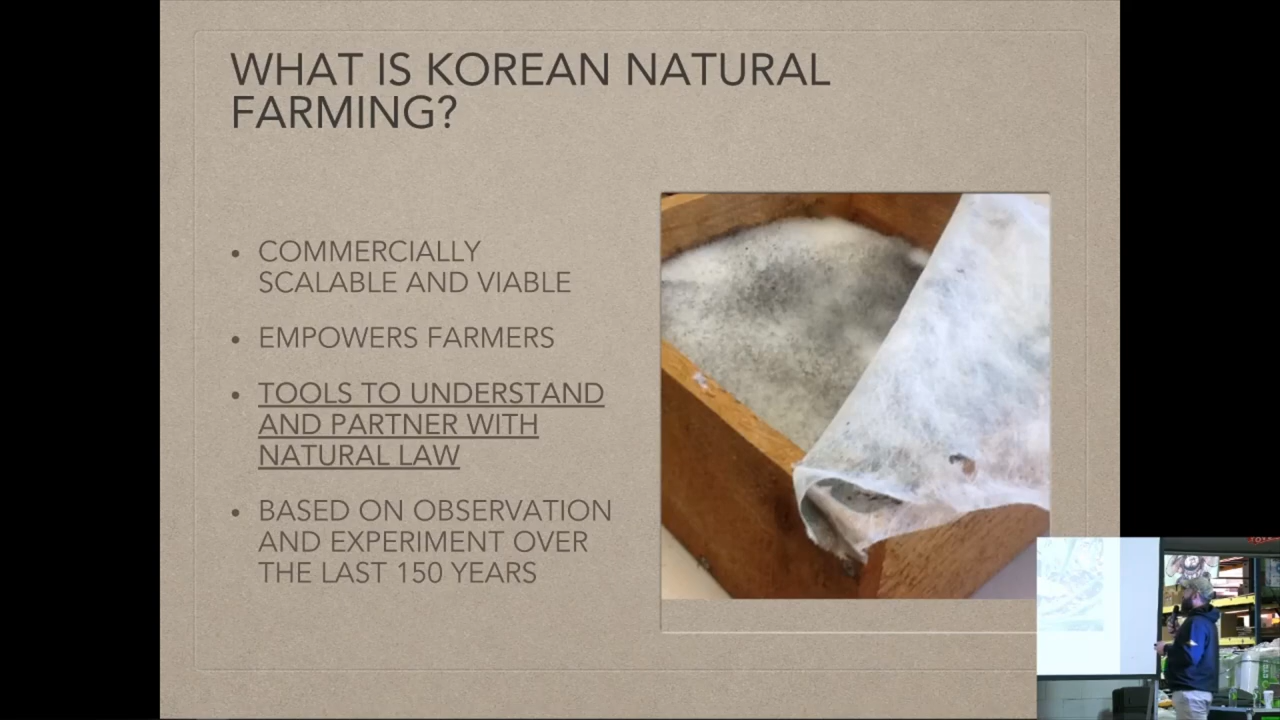 WHAT IS KOREAN NATURAL
FARMING?
• COMMERCIALLY
SCALABLE AND VIABLE
• EMPOWERS FARMERS
• TOOLS TO UNDERSTAND
AND PARTNER WITH
NATURAL LAW
• BASED ON OBSERVATION
AND EXPERIMENT OVER
THE LAST 150 YEARS